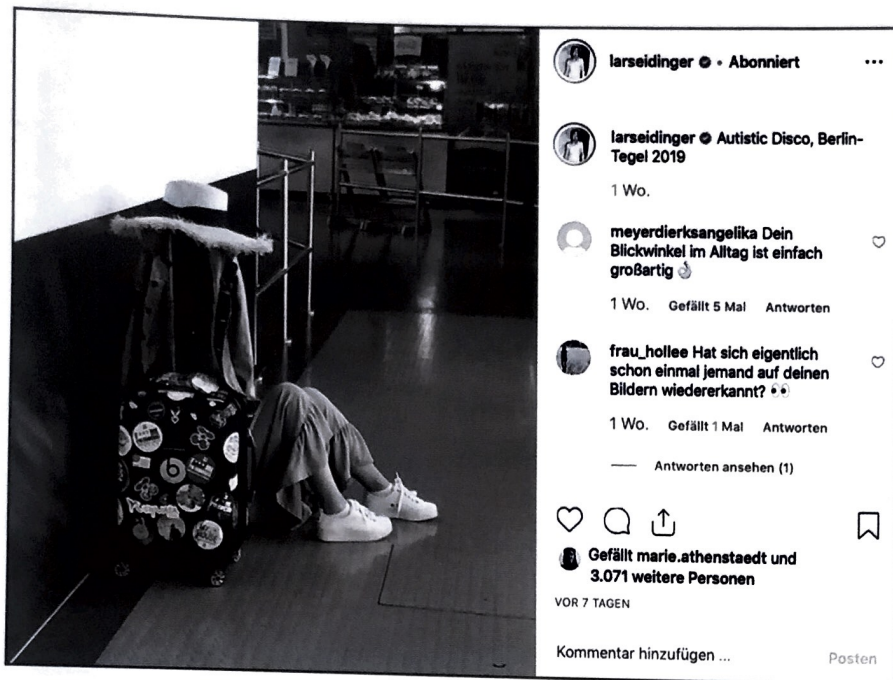 larseidinger • Abonniert
larseidinger Autistic Disco, Berlin-
Tegel 2019
1 Wo.
meyerdierksangelika Dein
Blickwinkel im Alltag ist einfach
großartig 👌
1 Wo. Gefällt 5 Mal Antworten
frau_hollee Hat sich eigentlich
schon einmal jemand auf deinen
Bildern wiedererkannt? 👀
1 Wo. Gefällt 1 Mal Antworten
Antworten ansehen (1)
Gefällt marie.athenstaedt und
3.071 weitere Personen
VOR 7 TAGEN
Kommentar hinzufügen ...
Posten